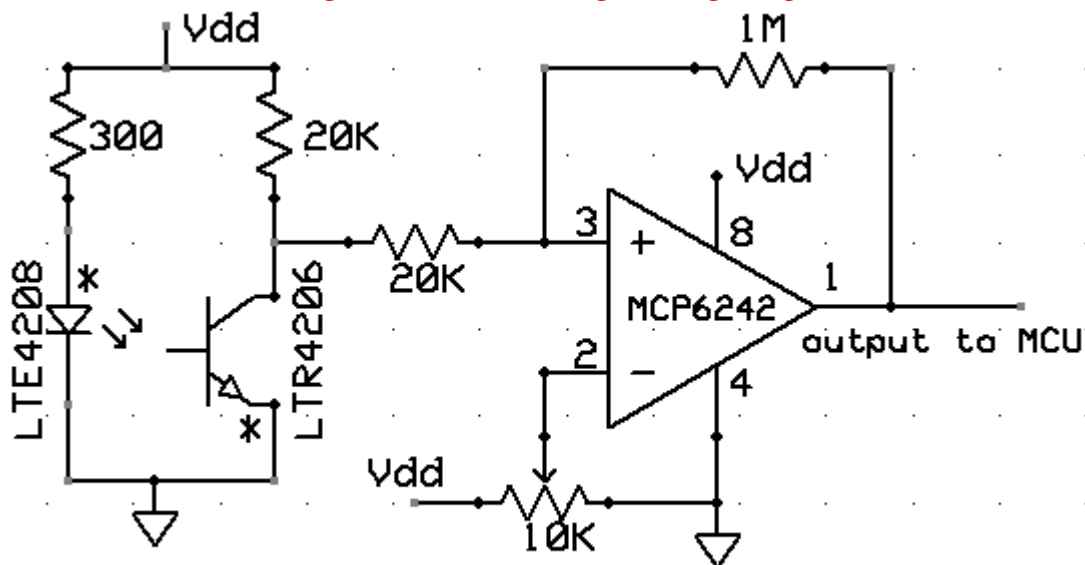 Vdd
1M
300
20K
Vdd
3
+
8
20K
*
1
LTE4208
LTR4206
MCP6242
output to MCU
2
-
4
*
Vdd
10K